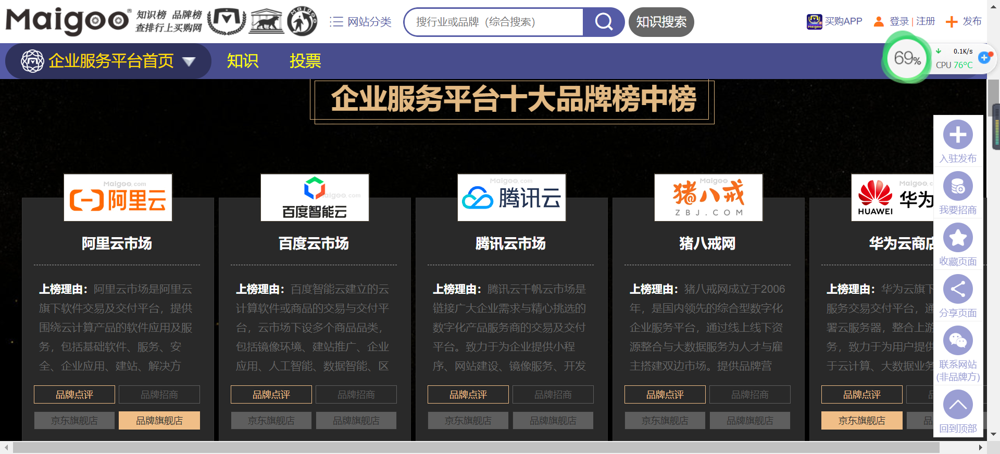 Maigoo®
知识榜 品牌榜
查排行上买购网
网站分类
搜行业或品牌（综合搜索）
知识搜索
买购APP
登录 | 注册
发布
企业服务平台首页
知识
投票
69%
0.1K/s
CPU 76°C
企业服务平台十大品牌榜中榜
Maigoo.com
阿里云
阿里云市场
上榜理由：阿里云市场是阿里云
旗下软件交易及交付平台，提供
围绕云计算产品的软件应用及服
务，包括基础软件、服务、安
全、企业应用、建站、解决方
品牌点评
品牌招商
京东旗舰店
品牌旗舰店
aigoo.com
百度智能云
百度云市场
上榜理由：百度智能云建立的云
计算软件或商品的交易与交付平
台，云市场下设多个商品品类，
包括镜像环境、建站推广、企业
应用、人工智能、数据智能、区
品牌点评
品牌招商
京东旗舰店
品牌旗舰店
Maigoo.com
腾讯云
腾讯云市场
上榜理由：腾讯云千帆云市场是
链接广大企业需求与精心挑选的
数字化产品服务商的交易及交付
平台。致力于为企业提供小程
序、网站建设、镜像服务、开发
品牌点评
品牌招商
京东旗舰店
品牌旗舰店
Maigoo
猪八戒
ZBJ.COM
猪八戒网
上榜理由：猪八戒网成立于2006
年，是国内领先的综合型数字化
企业服务平台，通过线上线下资
源整合与大数据服务为人才与雇
主搭建双边市场。提供品牌营
品牌点评
品牌招商
京东旗舰店
品牌旗舰店
Maigoo.c
HUAWEI
华为
华为云商店
上榜理由：华为云旗下
服务交易交付平台，通
署云服务器，整合上游
务，致力于为用户提供
于云计算、大数据业务
品牌点评
品
京东旗舰店
品
入驻发布
我要招商
收藏页面
分享页面
联系网站
(非品牌方)
回到顶部